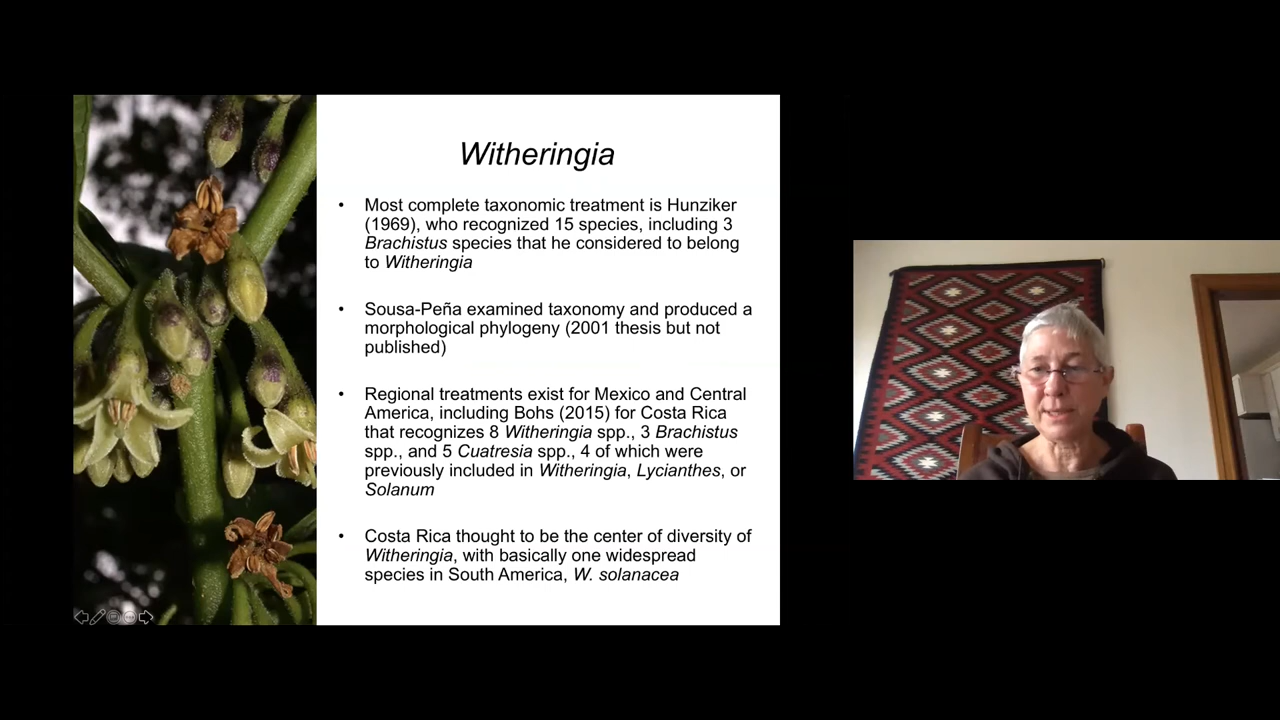 Witheringia
• Most complete taxonomic treatment is Hunziker
(1969), who recognized 15 species, including 3
Brachistus species that he considered to belong
to Witheringia
• Sousa-Peña examined taxonomy and produced a
morphological phylogeny (2001 thesis but not
published)
• Regional treatments exist for Mexico and Central
America, including Bohs (2015) for Costa Rica
that recognizes 8 Witheringia spp., 3 Brachistus
spp., and 5 Cuatresia spp., 4 of which were
previously included in Witheringia, Lycianthes, or
Solanum
• Costa Rica thought to be the center of diversity of
Witheringia, with basically one widespread
species in South America, W. solanacea